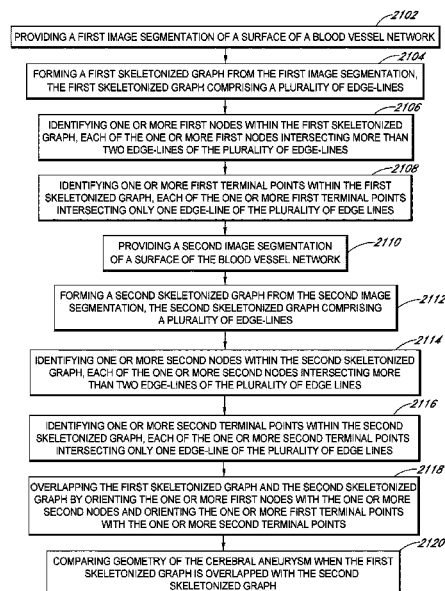 2102
PROVIDING A FIRST IMAGE SEGMENTATION OF A SURFACE OF A BLOOD VESSEL NETWORK
2104
FORMING A FIRST SKELETONIZED GRAPH FROM THE FIRST IMAGE SEGMENTATION,
THE FIRST SKELETONIZED GRAPH COMPRISING A PLURALITY OF EDGE-LINES
2106
IDENTIFYING ONE OR MORE FIRST NODES WITHIN THE FIRST SKELETONIZED
GRAPH, EACH OF THE ONE OR MORE FIRST NODES INTERSECTING MORE THAN
TWO EDGE-LINES OF THE PLURALITY OF EDGE-LINES
2108
IDENTIFYING ONE OR MORE FIRST TERMINAL POINTS WITHIN THE FIRST
SKELETONIZED GRAPH, EACH OF THE ONE OR MORE FIRST TERMINAL POINTS
INTERSECTING ONLY ONE EDGE-LINE OF THE PLURALITY OF EDGE LINES
2110
PROVIDING A SECOND IMAGE SEGMENTATION
OF A SURFACE OF THE BLOOD VESSEL NETWORK
2112
FORMING A SECOND SKELETONIZED GRAPH FROM THE SECOND IMAGE
SEGMENTATION, THE SECOND SKELETONIZED GRAPH COMPRISING
A PLURALITY OF EDGE-LINES
2114
IDENTIFYING ONE OR MORE SECOND NODES WITHIN THE SECOND SKELETONIZED
GRAPH, EACH OF THE ONE OR MORE SECOND NODES INTERSECTING MORE
THAN TWO EDGE-LINES OF THE PLURALITY OF EDGE LINES
2116
IDENTIFYING ONE OR MORE SECOND TERMINAL POINTS WITHIN THE SECOND
SKELETONIZED GRAPH, EACH OF THE ONE OR MORE SECOND TERMINAL POINTS
INTERSECTING ONLY ONE EDGE-LINE OF THE PLURALITY OF EDGE LINES
2118
OVERLAPPING THE FIRST SKELETONIZED GRAPH AND THE SECOND SKELETONIZED
GRAPH BY ORIENTING THE ONE OR MORE FIRST NODES WITH THE ONE OR MORE
SECOND NODES AND ORIENTING THE ONE OR MORE FIRST TERMINAL POINTS
WITH THE ONE OR MORE SECOND TERMINAL POINTS
2120
COMPARING GEOMETRY OF THE CEREBRAL ANEURYSM WHEN THE FIRST
SKELETONIZED GRAPH IS OVERLAPPED WITH THE SECOND
SKELETONIZED GRAPH